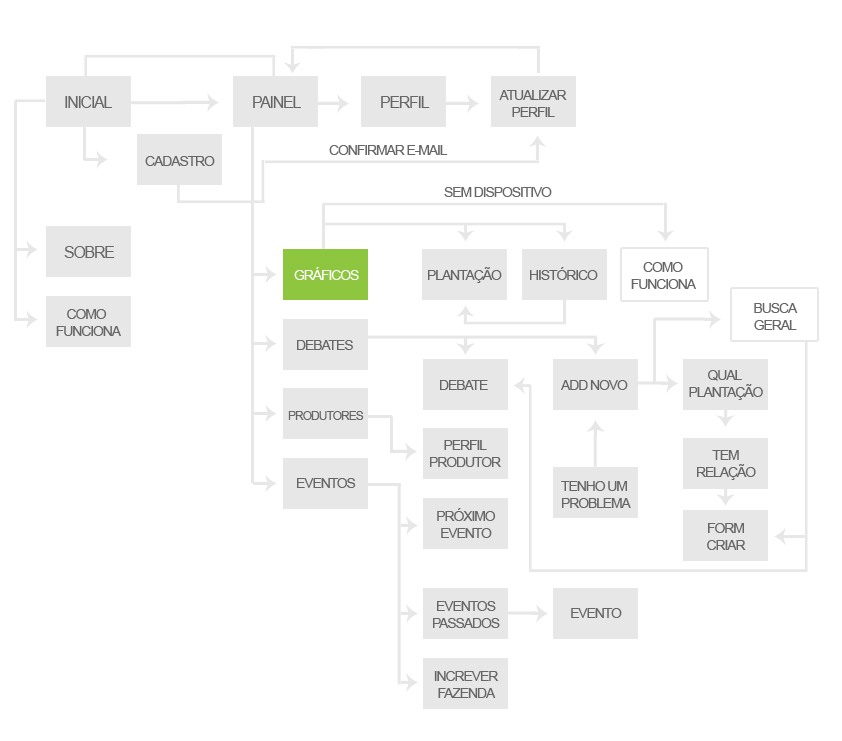 INICIAL
PAINEL
PERFIL
ATUALIZAR
PERFIL
CADASTRO
CONFIRMAR E-MAIL
SEM DISPOSITIVO
SOBRE
COMO
FUNCIONA
GRÁFICOS
PLANTAÇÃO
HISTÓRICO
COMO
FUNCIONA
BUSCA
GERAL
DEBATES
DEBATE
ADD NOVO
QUAL
PLANTAÇÃO
PRODUTORES
PERFIL
PRODUTOR
TEM
RELAÇÃO
EVENTOS
TENHO UM
PROBLEMA
PRÓXIMO
EVENTO
FORM
CRIAR
EVENTOS
PASSADOS
EVENTO
INCREVER
FAZENDA